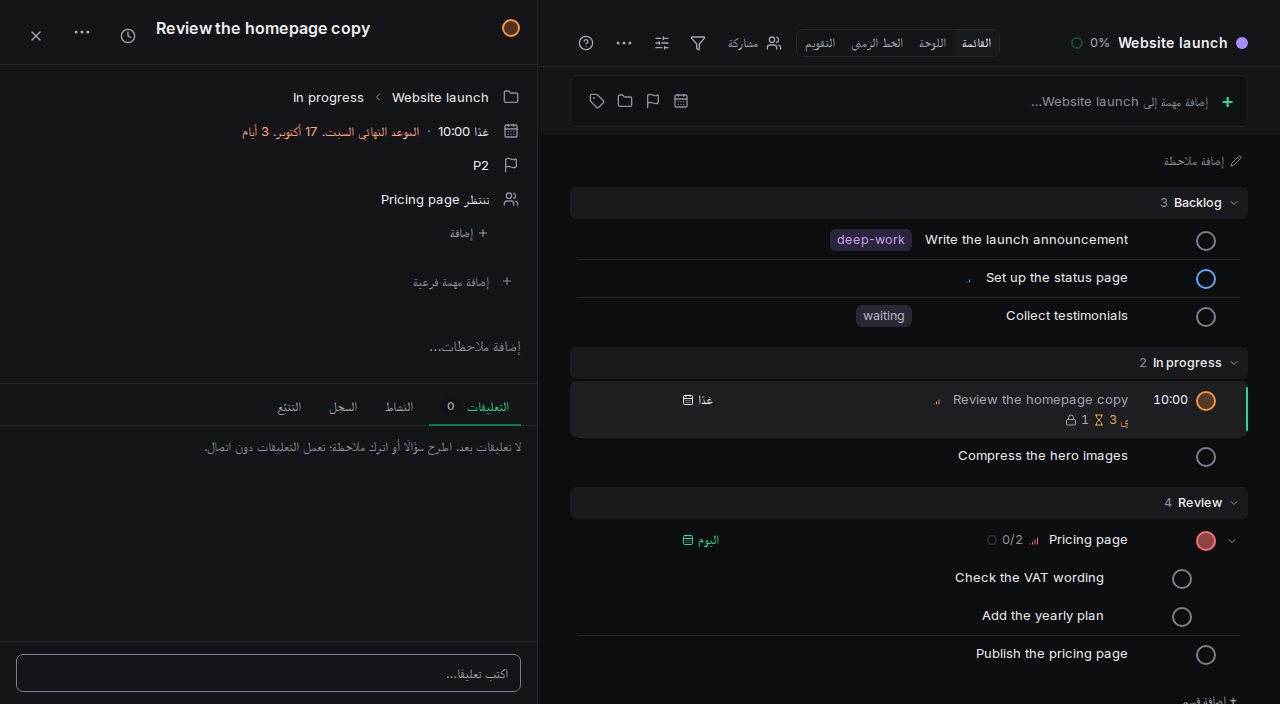 Website launch
0%
القائمة
اللوحة
الخط الزمني
التقويم
مشاركة
إضافة مهمة إلى Website launch...
إضافة ملاحظة
Backlog 3
Write the launch announcement deep-work
Set up the status page
Collect testimonials waiting
In progress 2
10:00 Review the homepage copy غدًا
3 ي 1
Compress the hero images
Review 4
Pricing page 0/2 اليوم
Check the VAT wording
Add the yearly plan
Publish the pricing page
+ إضافة قسم
Review the homepage copy
Website launch In progress
غدًا 10:00 · الموعد النهائي السبت، 17 أكتوبر، 3 أيام
P2
تنتظر Pricing page
+ إضافة
+ إضافة مهمة فرعية
إضافة ملاحظات...
التعليقات 0
النشاط
السجل
التتبّع
لا تعليقات بعد. اطرح سؤالًا أو اترك ملاحظة؛ تعمل التعليقات دون اتصال.
اكتب تعليقًا...